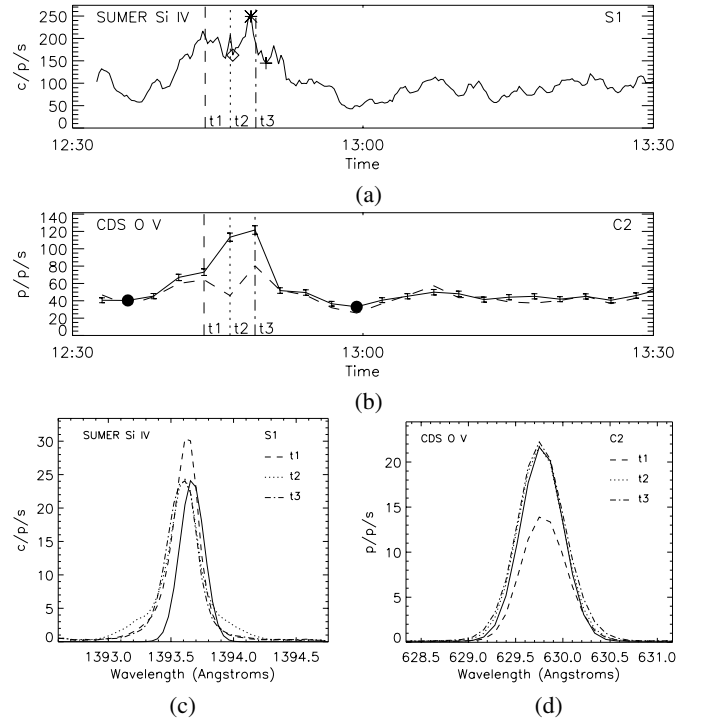 SUMER Si IV S1
250
200
150
100
50
0
c/p/s
t1 t2 t3
12:30 13:00 13:30
Time
(a)
CDS O V C2
140
120
100
80
60
40
20
0
p/p/s
t1 t2 t3
12:30 13:00 13:30
Time
(b)
SUMER Si IV S1
t1
t2
t3
30
25
20
15
10
5
0
c/p/s
1393.0 1393.5 1394.0 1394.5
Wavelength (Angstroms)
(c)
CDS O V C2
t1
t2
t3
20
15
10
5
0
p/p/s
628.5 629.0 629.5 630.0 630.5 631.0
Wavelength (Angstroms)
(d)